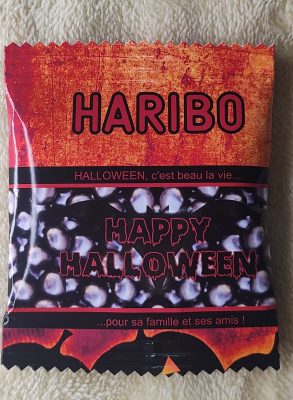 HARIBO
HALLOWEEN, c'est beau la vie...
HAPPY
HALLOWEEN
...pour sa famille et ses amis !